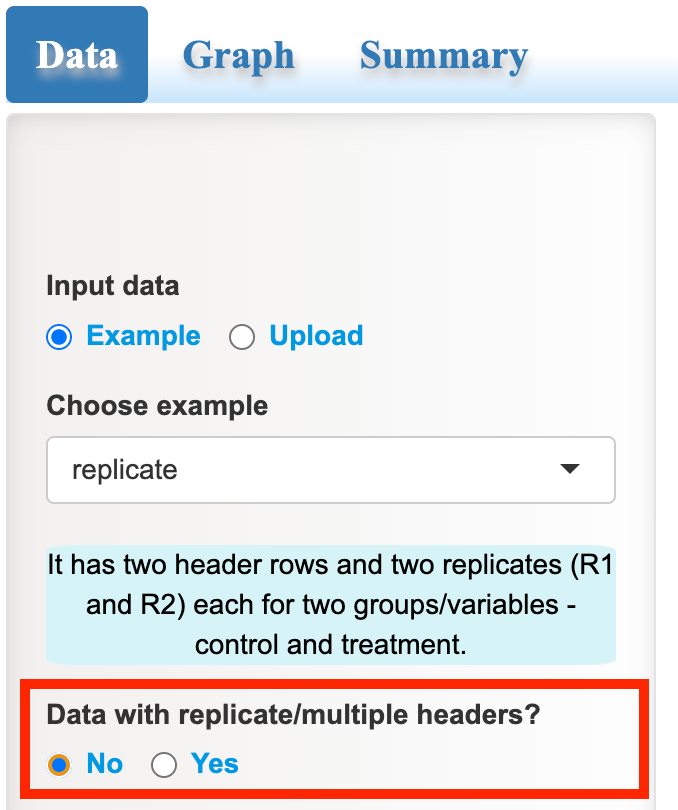 Data Graph Summary
Input data
Example Upload
Choose example
replicate
It has two header rows and two replicates (R1
and R2) each for two groups/variables -
control and treatment.
Data with replicate/multiple headers?
No Yes